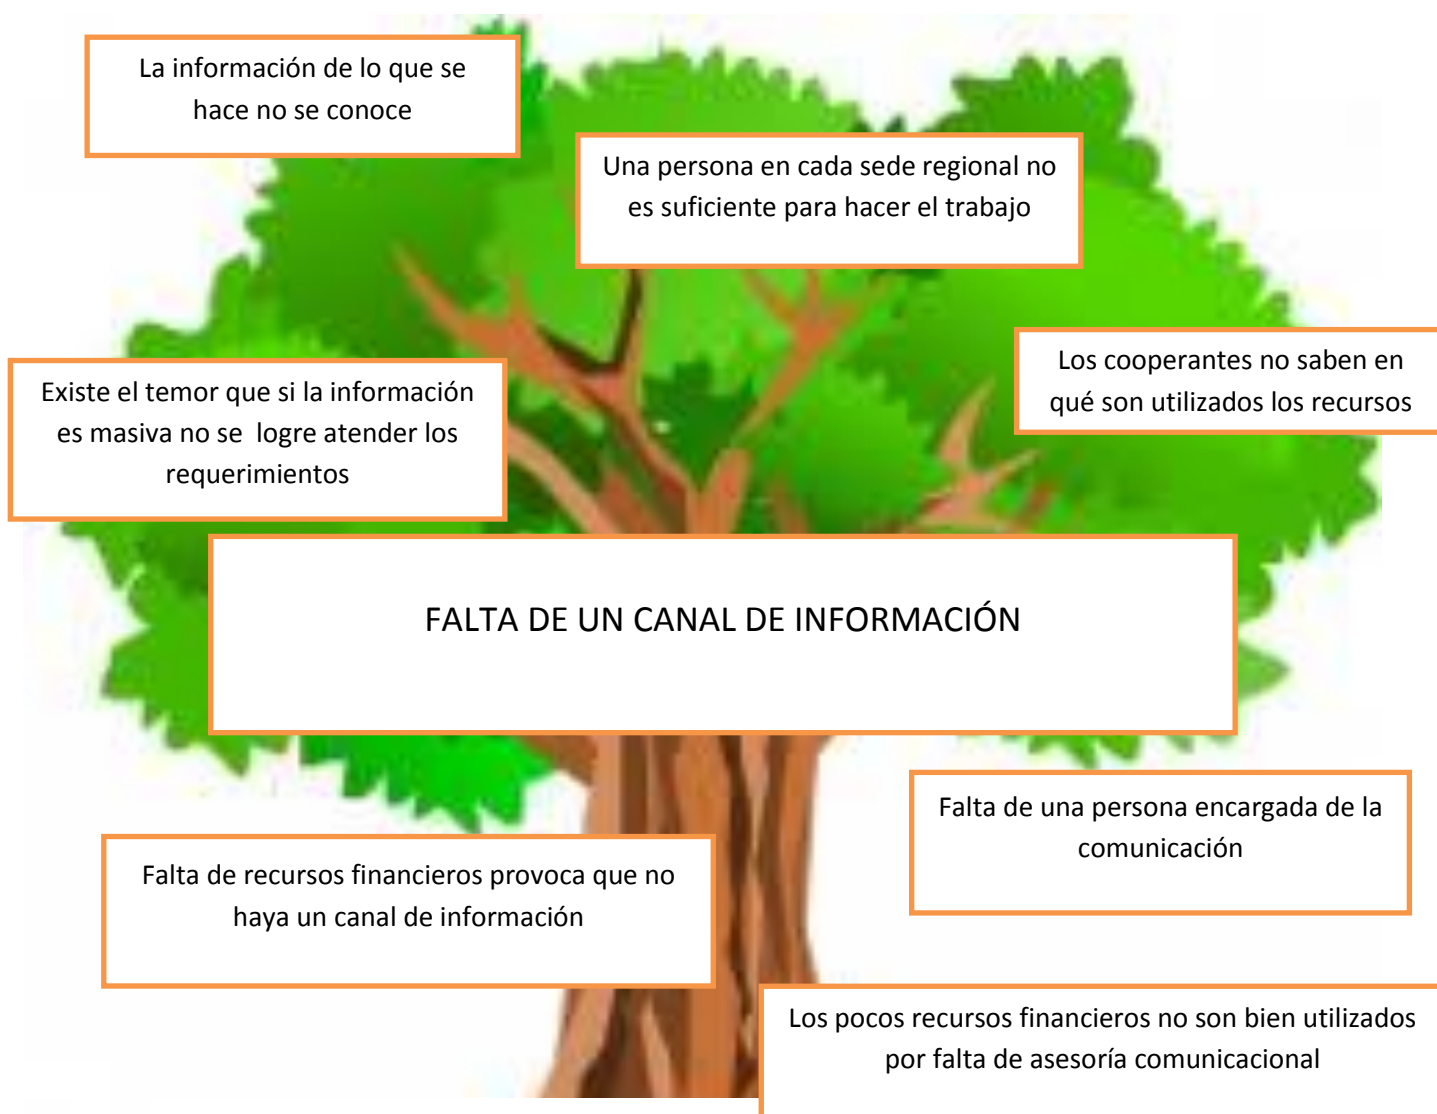 La información de lo que se
hace no se conoce
Una persona en cada sede regional no
es suficiente para hacer el trabajo
Los cooperantes no saben en
qué son utilizados los recursos
Existe el temor que si la información
es masiva no se  logre atender los
requerimientos
FALTA DE UN CANAL DE INFORMACIÓN
Falta de una persona encargada de la
comunicación
Falta de recursos financieros provoca que no
haya un canal de información
Los pocos recursos financieros no son bien utilizados
por falta de asesoría comunicacional